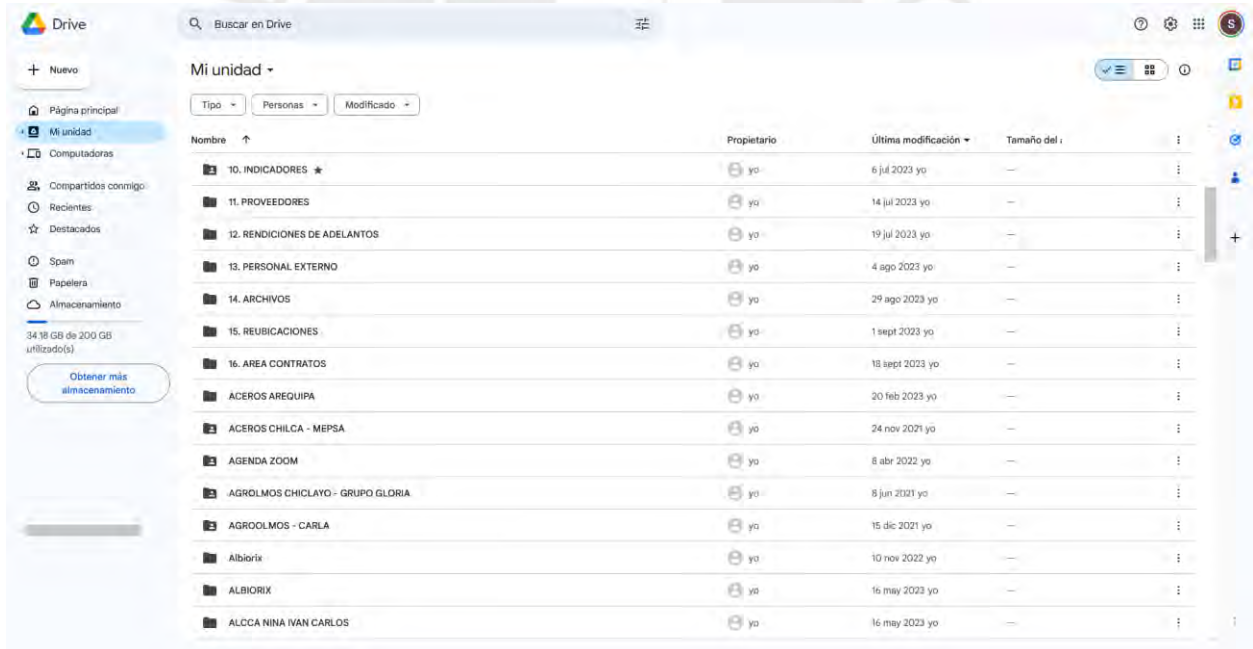 Drive
Buscar en Drive
S
Nuevo
Mi unidad
Tipo Personas Modificado
Página principal
Mi unidad
Computadoras
Compartidos conmigo
Recientes
Destacados
Spam
Papelera
Almacenamiento
34.18 GB de 200 GB
utilizado(s)
Obtener más
almacenamiento
Nombre Propietario Última modificación Tamaño del
10. INDICADORES yo 6 jul 2023 yo —
11. PROVEEDORES yo 14 jul 2023 yo —
12. RENDICIONES DE ADELANTOS yo 19 jul 2023 yo —
13. PERSONAL EXTERNO yo 4 ago 2023 yo —
14. ARCHIVOS yo 29 ago 2023 yo —
15. REUBICACIONES yo 1 sept 2023 yo —
16. AREA CONTRATOS yo 18 sept 2023 yo —
ACEROS AREQUIPA yo 20 feb 2023 yo —
ACEROS CHILCA - MEPSA yo 24 nov 2021 yo —
AGENDA ZOOM yo 8 abr 2022 yo —
AGROLMOS CHICLAYO - GRUPO GLORIA yo 8 jun 2021 yo —
AGROOLMOS - CARLA yo 15 dic 2021 yo —
Albiorix yo 10 nov 2022 yo —
ALBIORIX yo 16 may 2023 yo —
ALCCA NINA IVAN CARLOS yo 16 may 2023 yo —